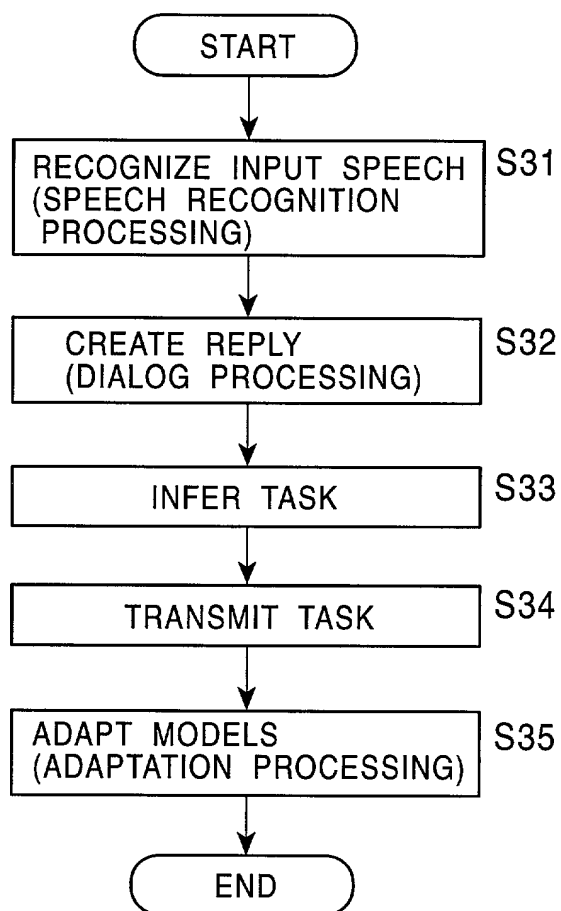 START
RECOGNIZE INPUT SPEECH
(SPEECH RECOGNITION
PROCESSING)
S31
CREATE REPLY
(DIALOG PROCESSING)
S32
INFER TASK
S33
TRANSMIT TASK
S34
ADAPT MODELS
(ADAPTATION PROCESSING)
S35
END